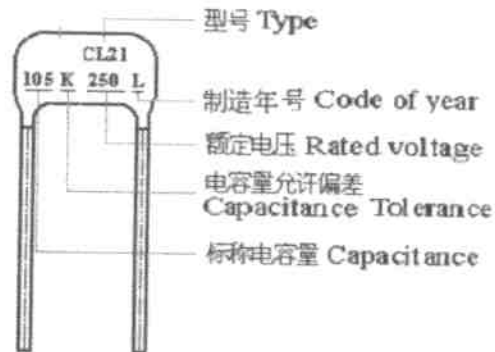 型号 Type
CL21
105 K 250 L
制造年号 Code of year
额定电压 Rated voltage
电容量允许偏差
Capacitance Tolerance
标称电容量 Capacitance